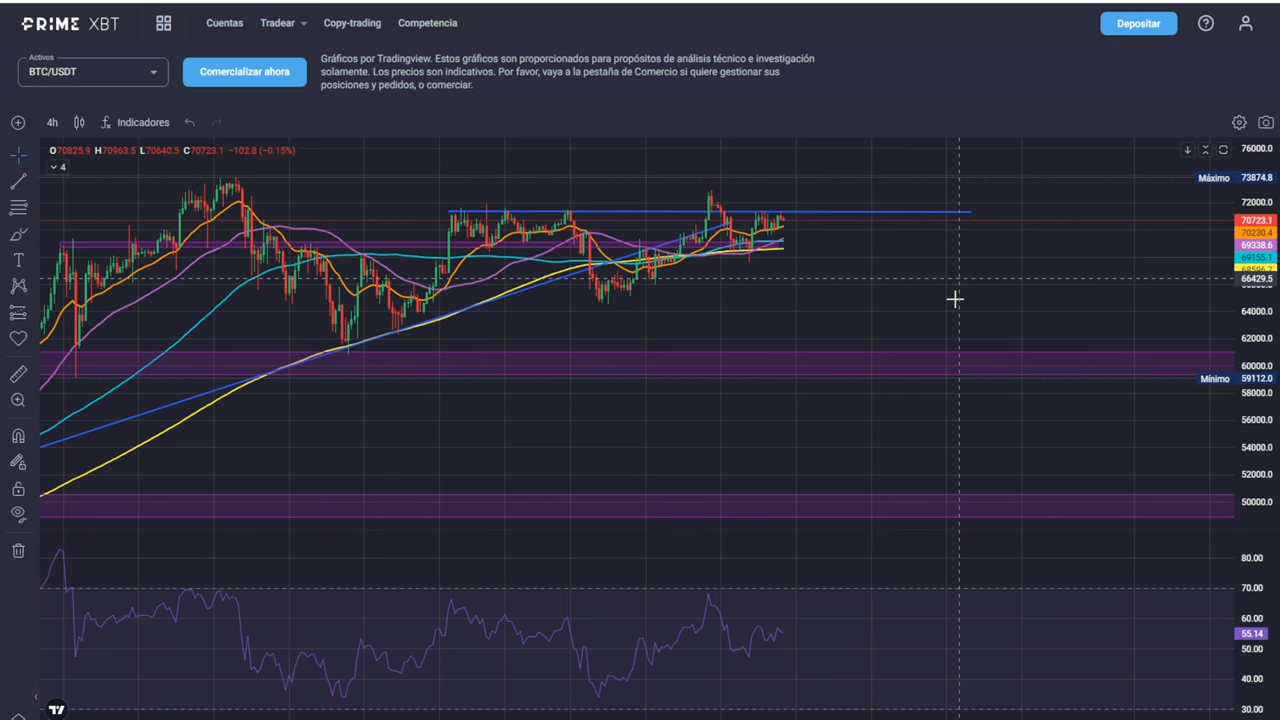 PRIME XBT
Cuentas
Tradear
Copy-trading
Competencia
Depositar
Activos
BTC/USDT
Comercializar ahora
Gráficos por Tradingview. Estos gráficos son proporcionados para propósitos de análisis técnico e investigación
solamente. Los precios son indicativos. Por favor, vaya a la pestaña de Comercio si quiere gestionar sus
posiciones y pedidos, o comerciar.
4h
Indicadores
O70825.9 H70963.5 L70640.5 C70723.1 −102.8 (−0.15%)
4
76000.0
Máximo 73874.8
72000.0
70723.1
70230.4
69338.6
69155.1
66429.5
64000.0
62000.0
60000.0
Mínimo 59112.0
58000.0
56000.0
54000.0
52000.0
50000.0
80.00
70.00
60.00
55.14
50.00
40.00
30.00